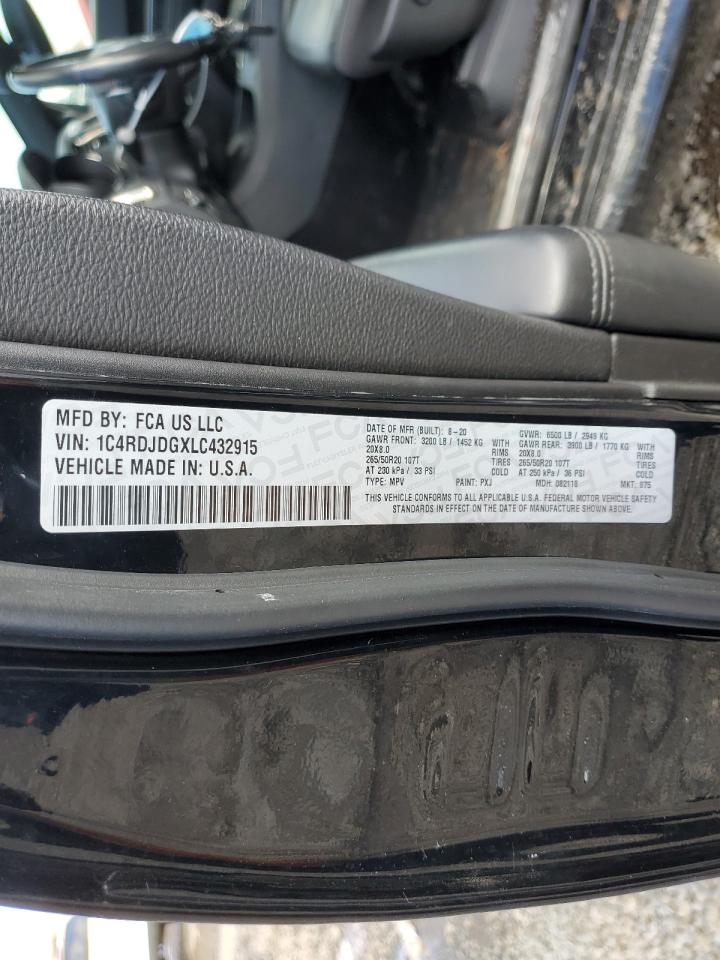 MFD BY: FCA US LLC
VIN: 1C4RDJDGXLC432915
VEHICLE MADE IN: U.S.A.
DATE OF MFR (BUILT): 8-20 GVWR: 6500 LB / 2949 KG
GAWR FRONT: 3200 LB / 1452 KG WITH GAWR REAR: 3900 LB / 1770 KG WITH
20X8.0 RIMS 20X8.0 RIMS
265/50R20 107T TIRES 265/50R20 107T TIRES
AT 230 kPa / 33 PSI COLD AT 250 kPa / 36 PSI COLD
TYPE: MPV PAINT: PXJ MDH: 082118 MKT: 875
THIS VEHICLE CONFORMS TO ALL APPLICABLE U.S.A. FEDERAL MOTOR VEHICLE SAFETY
STANDARDS IN EFFECT ON THE DATE OF MANUFACTURE SHOWN ABOVE.